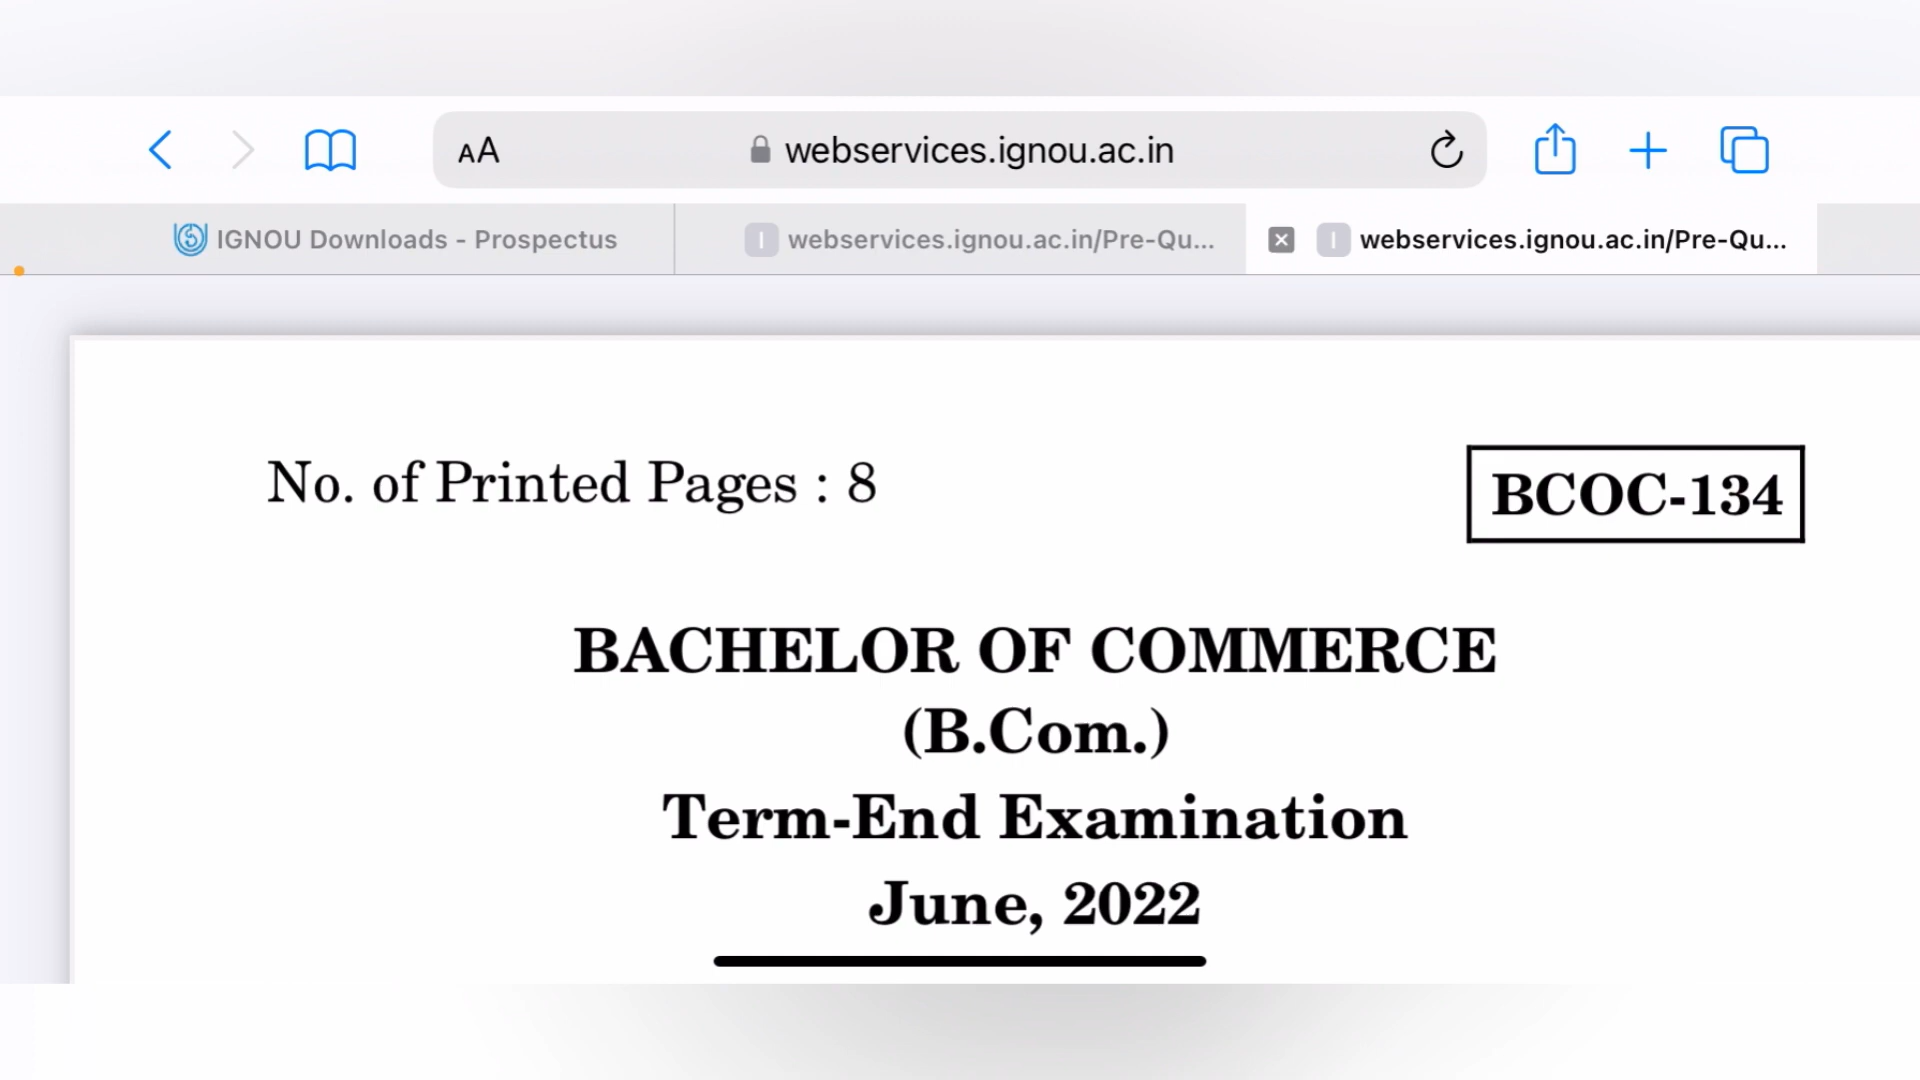 AA webservices.ignou.ac.in
IGNOU Downloads - Prospectus
webservices.ignou.ac.in/Pre-Qu...
webservices.ignou.ac.in/Pre-Qu...
No. of Printed Pages : 8
BCOC-134
BACHELOR OF COMMERCE
(B.Com.)
Term-End Examination
June, 2022